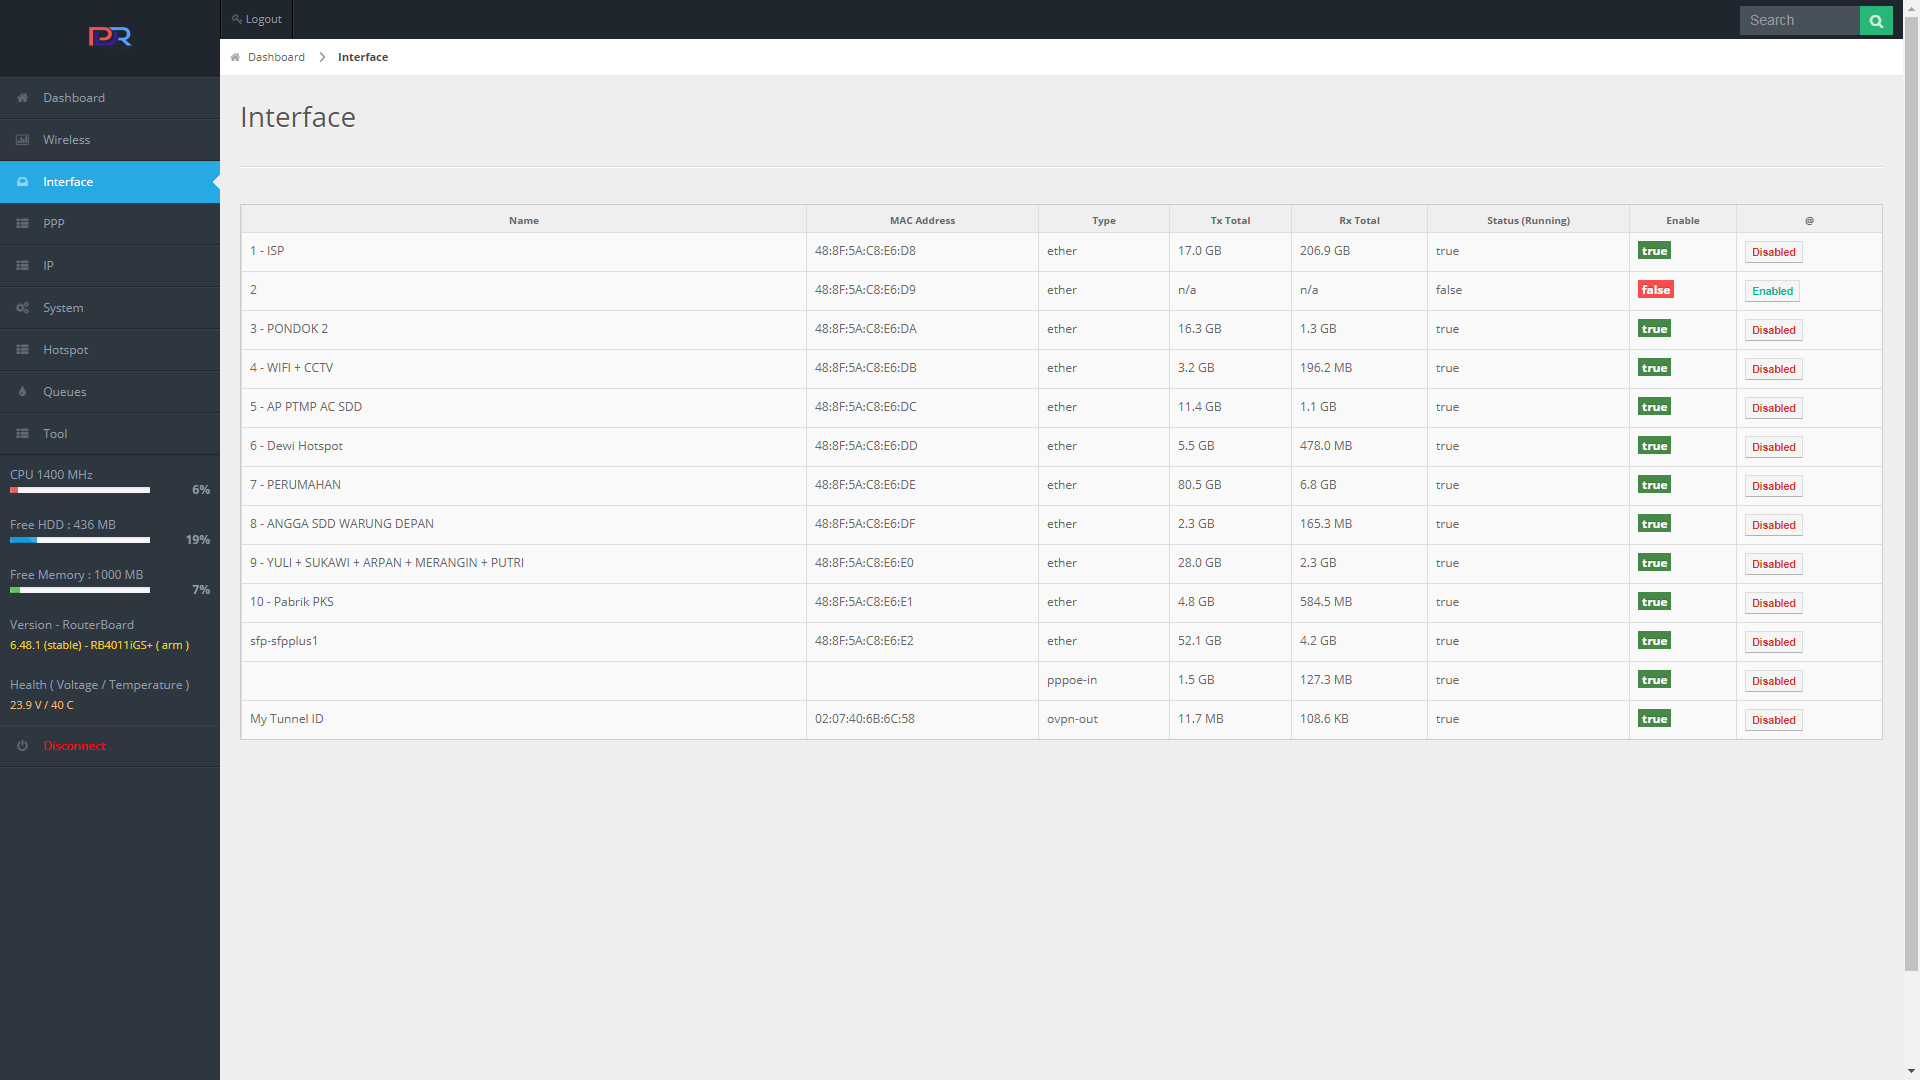 PDR
Logout
Search
Dashboard
Interface
Dashboard
Wireless
Interface
PPP
IP
System
Hotspot
Queues
Tool
CPU 1400 MHz
6%
Free HDD : 436 MB
19%
Free Memory : 1000 MB
7%
Version - RouterBoard
6.48.1 (stable) - RB4011iGS+ ( arm )
Health ( Voltage / Temperature )
23.9 V / 40 C
Disconnect
Interface
Name MAC Address Type Tx Total Rx Total Status (Running) Enable @
1 - ISP 48:8F:5A:C8:E6:D8 ether 17.0 GB 206.9 GB true true Disabled
2 48:8F:5A:C8:E6:D9 ether n/a n/a false false Enabled
3 - PONDOK 2 48:8F:5A:C8:E6:DA ether 16.3 GB 1.3 GB true true Disabled
4 - WIFI + CCTV 48:8F:5A:C8:E6:DB ether 3.2 GB 196.2 MB true true Disabled
5 - AP PTMP AC SDD 48:8F:5A:C8:E6:DC ether 11.4 GB 1.1 GB true true Disabled
6 - Dewi Hotspot 48:8F:5A:C8:E6:DD ether 5.5 GB 478.0 MB true true Disabled
7 - PERUMAHAN 48:8F:5A:C8:E6:DE ether 80.5 GB 6.8 GB true true Disabled
8 - ANGGA SDD WARUNG DEPAN 48:8F:5A:C8:E6:DF ether 2.3 GB 165.3 MB true true Disabled
9 - YULI + SUKAWI + ARPAN + MERANGIN + PUTRI 48:8F:5A:C8:E6:E0 ether 28.0 GB 2.3 GB true true Disabled
10 - Pabrik PKS 48:8F:5A:C8:E6:E1 ether 4.8 GB 584.5 MB true true Disabled
sfp-sfpplus1 48:8F:5A:C8:E6:E2 ether 52.1 GB 4.2 GB true true Disabled
pppoe-in 1.5 GB 127.3 MB true true Disabled
My Tunnel ID 02:07:40:6B:6C:58 ovpn-out 11.7 MB 108.6 KB true true Disabled